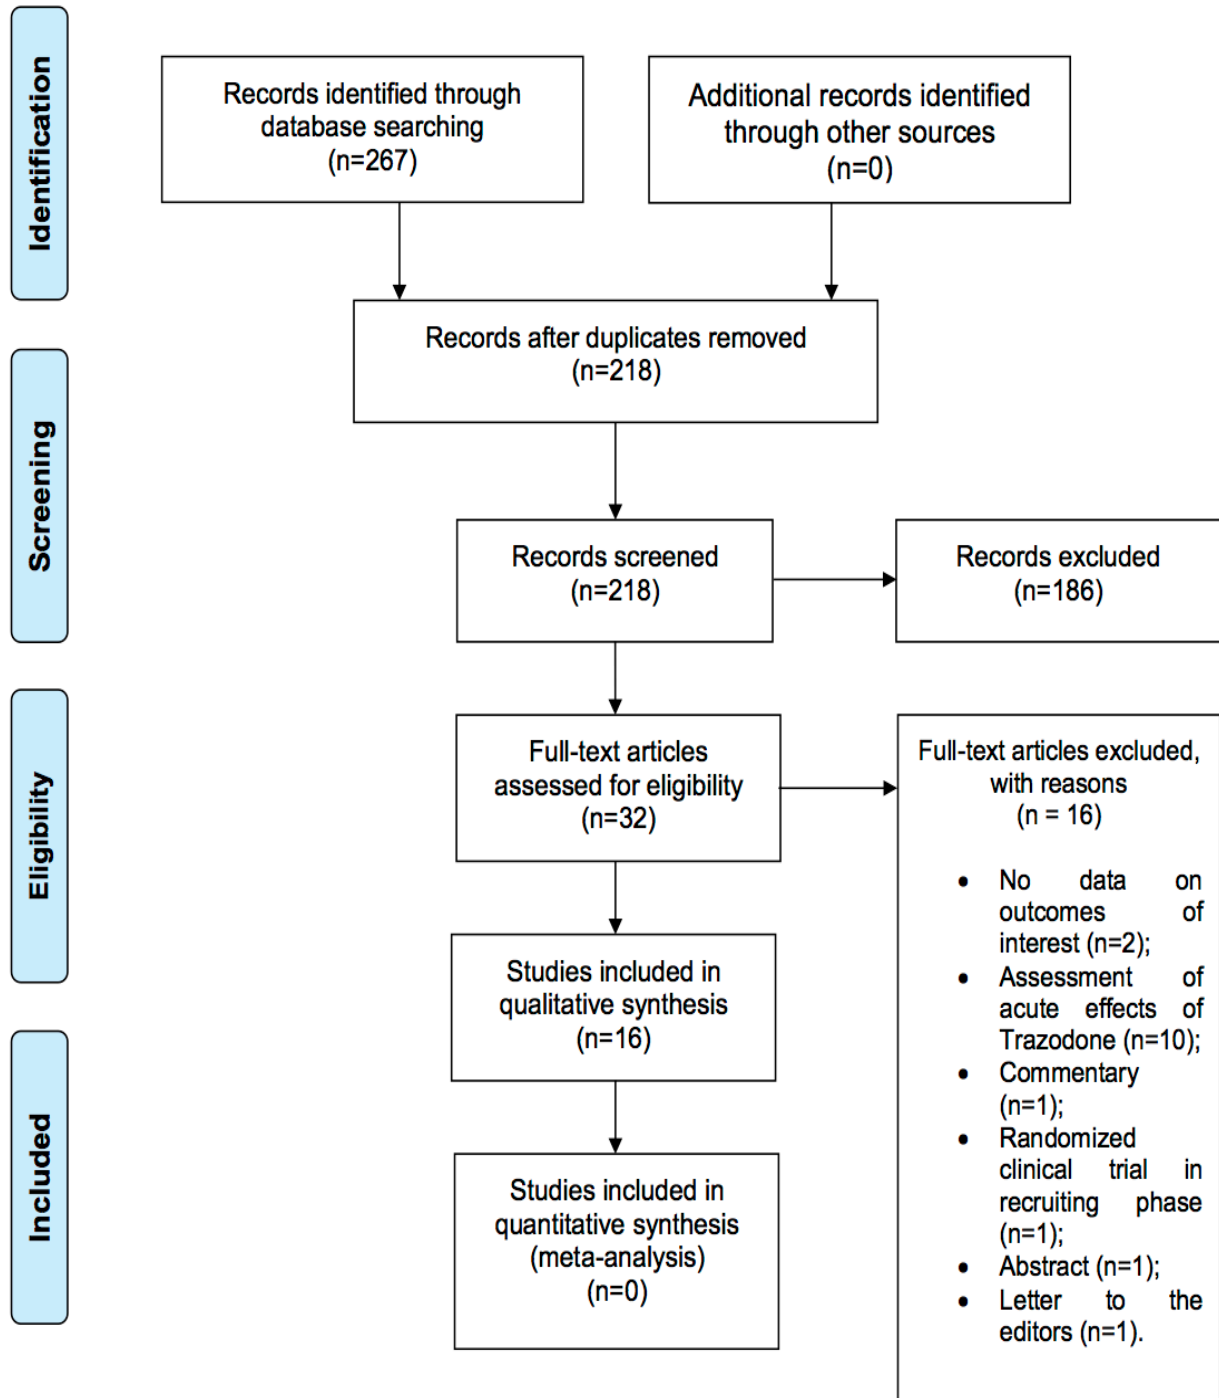 Identification
Records identified through
database searching
(n=267)
Additional records identified
through other sources
(n=0)
Records after duplicates removed
(n=218)
Screening
Records screened
(n=218)
Records excluded
(n=186)
Eligibility
Full-text articles
assessed for eligibility
(n=32)
Full-text articles excluded,
with reasons
(n = 16)
• No data on
outcomes of
interest (n=2);
• Assessment of
acute effects of
Trazodone (n=10);
• Commentary
(n=1);
• Randomized
clinical trial in
recruiting phase
(n=1);
• Abstract (n=1);
• Letter to the
editors (n=1).
Studies included in
qualitative synthesis
(n=16)
Included
Studies included in
quantitative synthesis
(meta-analysis)
(n=0)